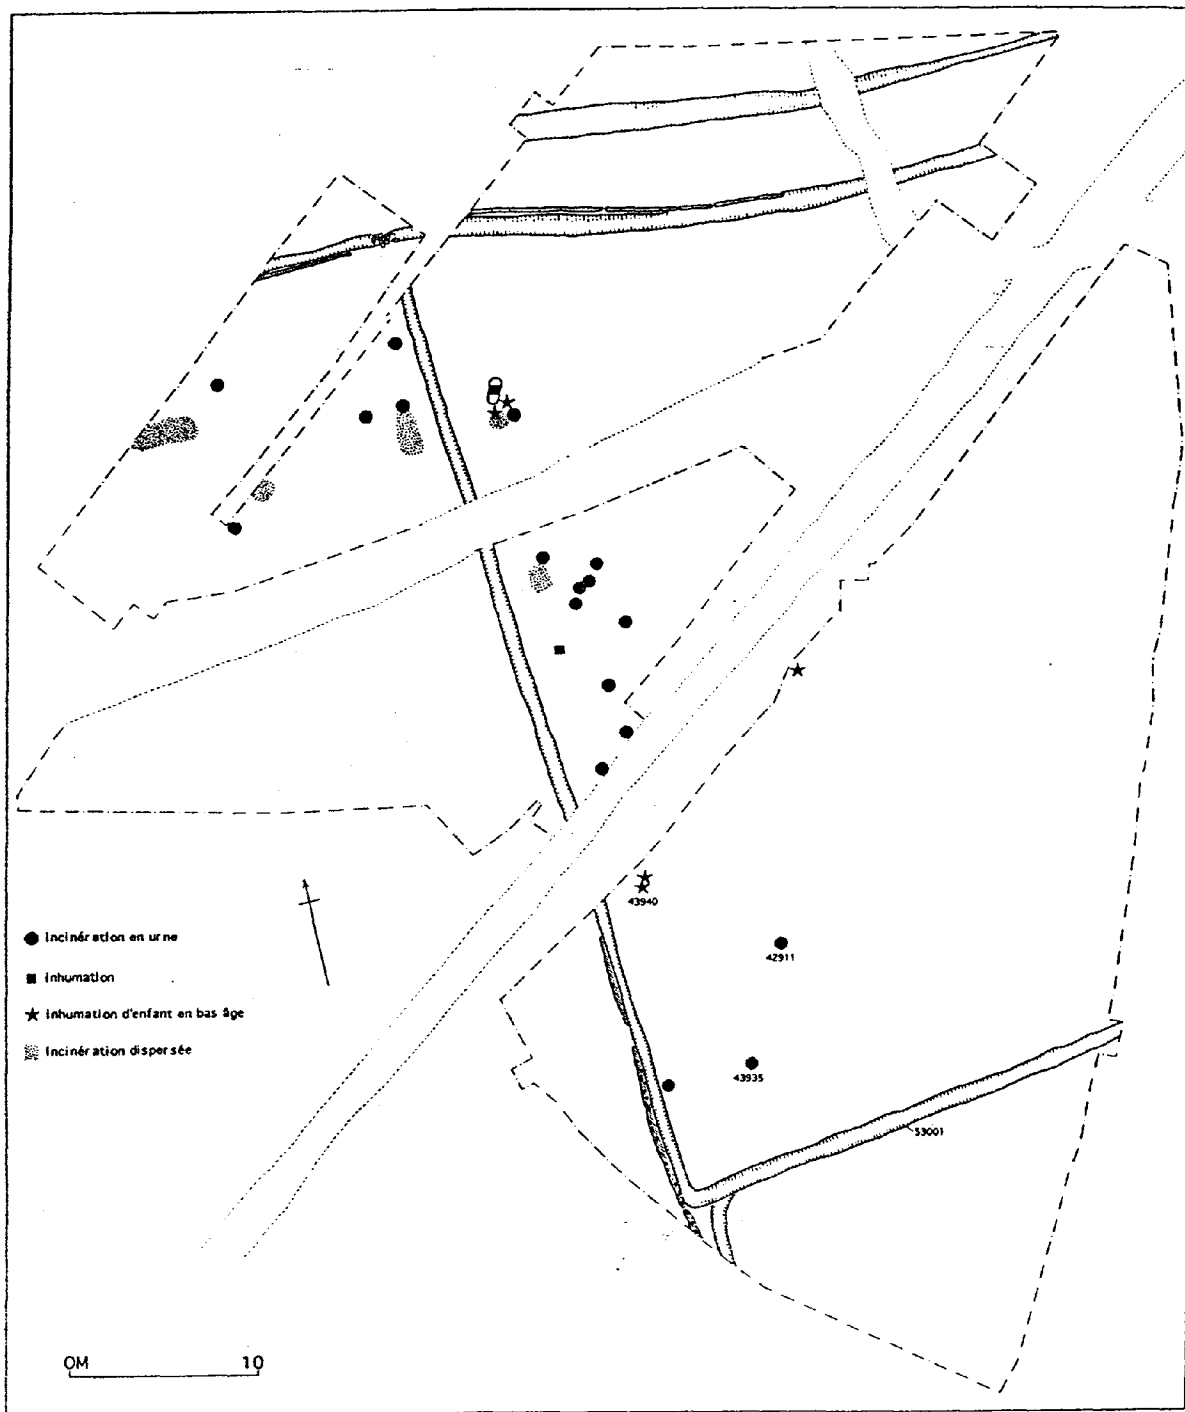 43940
42911
Incinération en urne
Inhumation
Inhumation d'enfant en bas âge
Incinération dispersée
43935
53001
OM 10